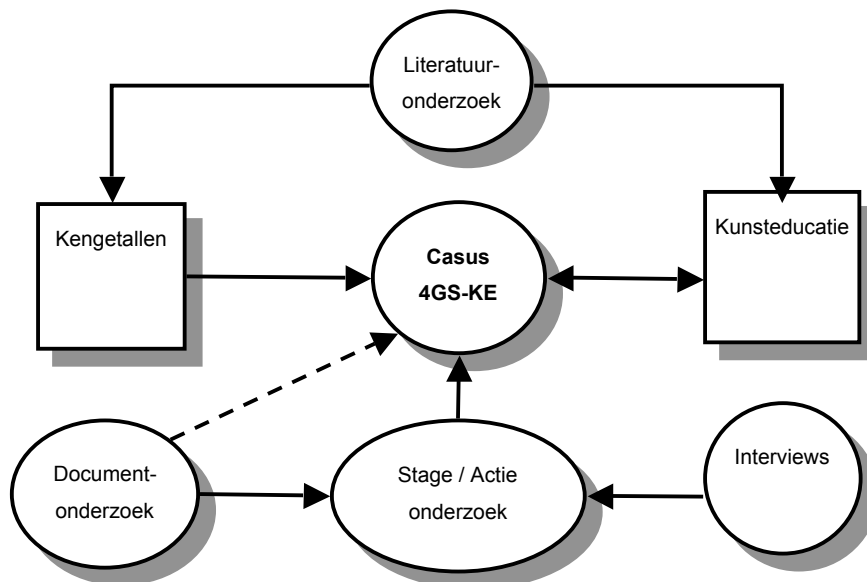 Literatuur-
onderzoek
Kengetallen
Casus
4GS-KE
Kunsteducatie
Document-
onderzoek
Stage / Actie
onderzoek
Interviews